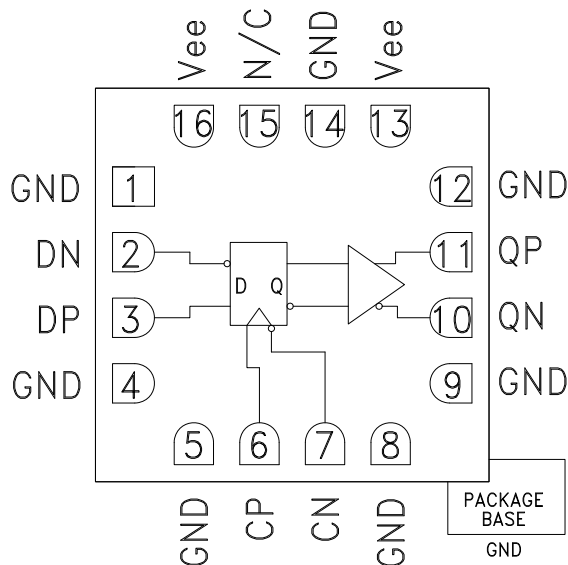 Vee
N/C
GND
Vee
16
15
14
13
GND
1
12
GND
DN
2
11
QP
D
Q
DP
3
10
QN
GND
4
9
GND
5
6
7
8
GND
CP
CN
GND
PACKAGE
BASE
GND